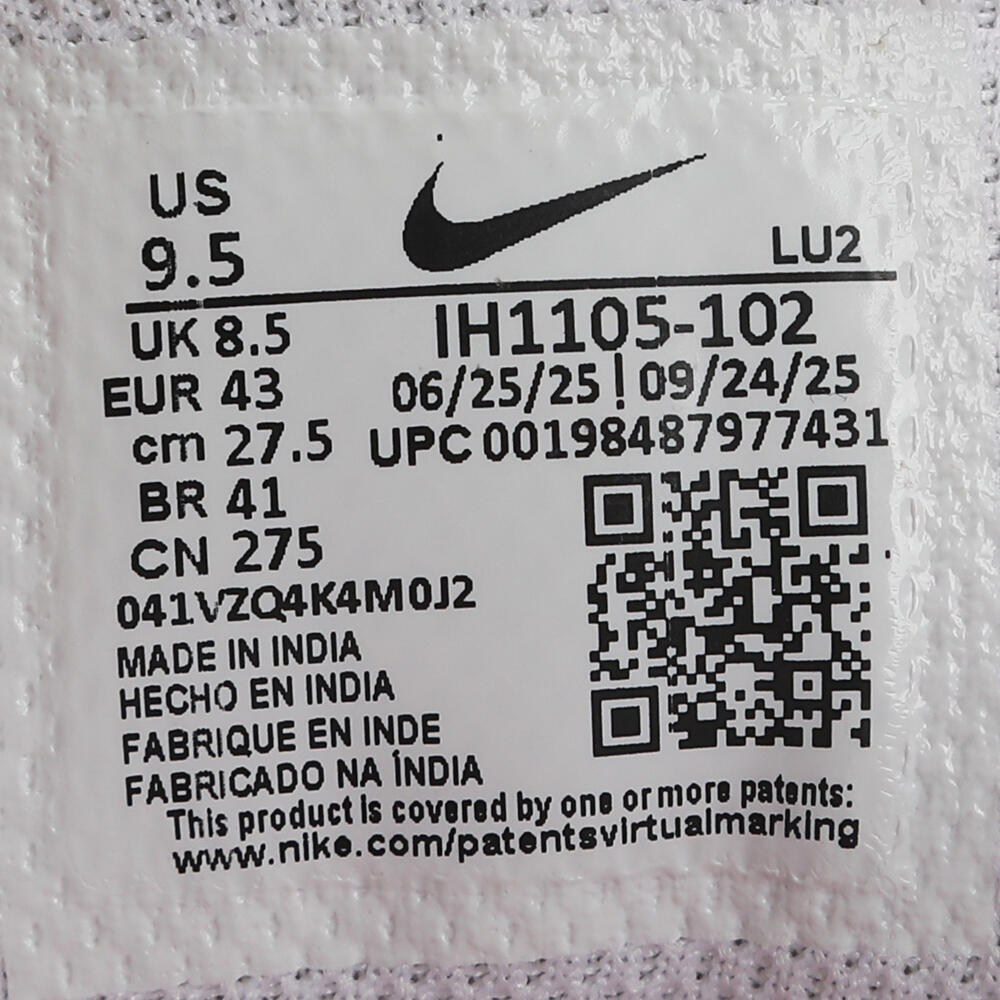 US
9.5
LU2
UK 8.5
IH1105-102
EUR 43
06/25/25 | 09/24/25
cm 27.5
UPC 00198487977431
BR 41
CN 275
041VZQ4K4M0J2
MADE IN INDIA
HECHO EN INDIA
FABRIQUE EN INDE
FABRICADO NA ÍNDIA
This product is covered by one or more patents:
www.nike.com/patentsvirtualmarking